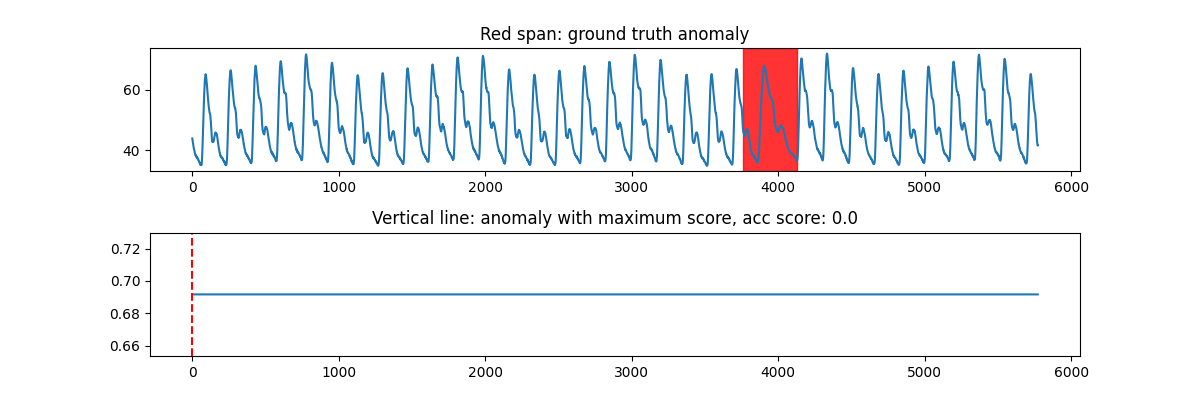 Red span: ground truth anomaly
60
40
0 1000 2000 3000 4000 5000 6000
Vertical line: anomaly with maximum score, acc score: 0.0
0.72
0.70
0.68
0.66
0 1000 2000 3000 4000 5000 6000